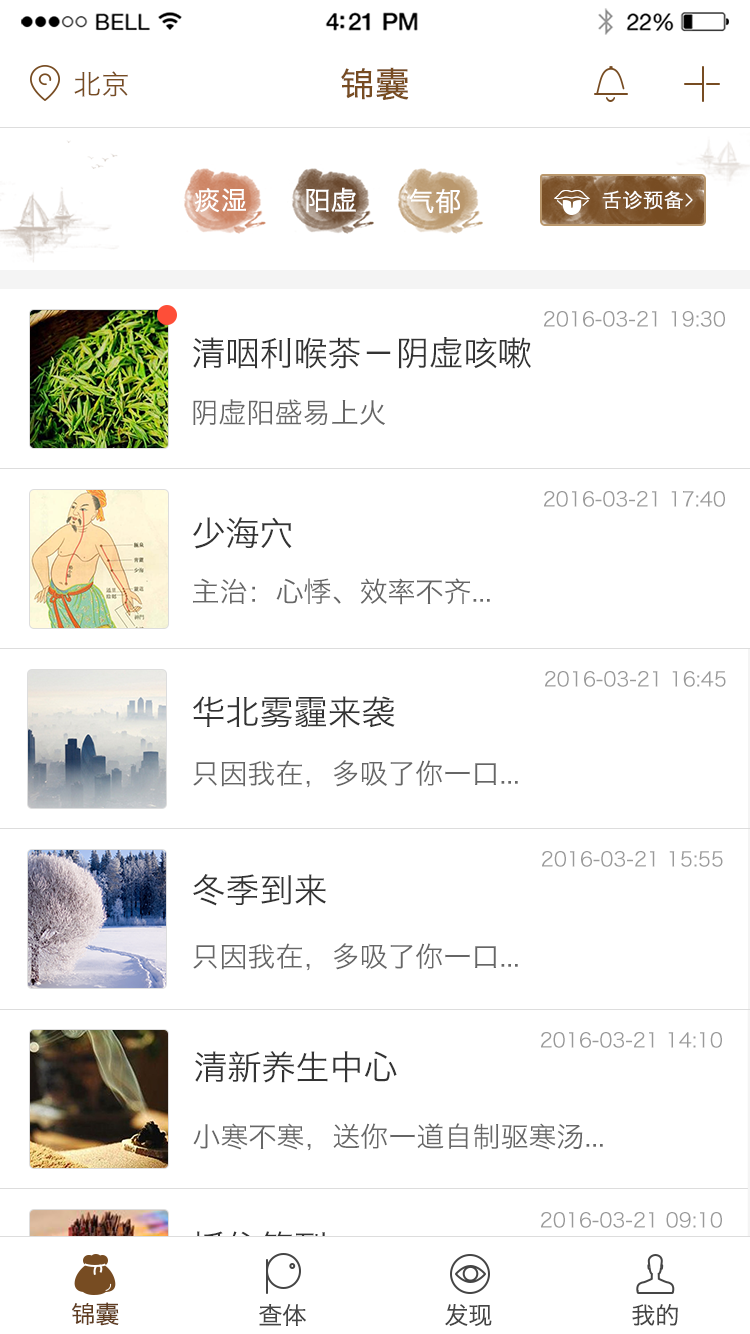 BELL 4:21 PM 22%
北京 锦囊
痰湿 阳虚 气郁 舌诊预备>
2016-03-21 19:30
清咽利喉茶－阴虚咳嗽
阴虚阳盛易上火
2016-03-21 17:40
少海穴
主治：心悸、效率不齐...
2016-03-21 16:45
华北雾霾来袭
只因我在，多吸了你一口...
2016-03-21 15:55
冬季到来
只因我在，多吸了你一口...
2016-03-21 14:10
清新养生中心
小寒不寒，送你一道自制驱寒汤...
2016-03-21 09:10
锦囊 查体 发现 我的